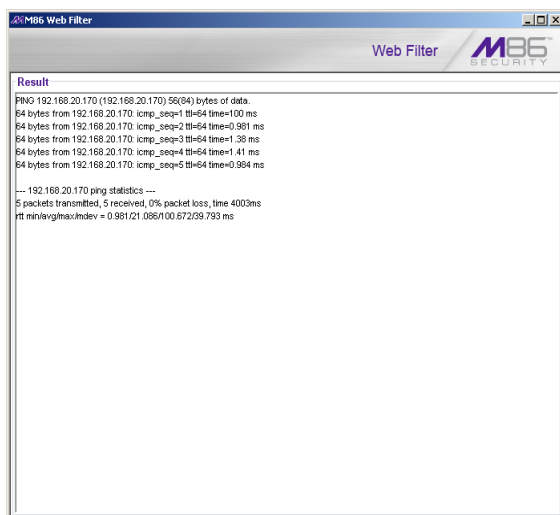 M86 Web Filter
Web Filter
M86
SECURITY™
Result
PING 192.168.20.170 (192.168.20.170) 56(84) bytes of data.
64 bytes from 192.168.20.170: icmp_seq=1 ttl=64 time=100 ms
64 bytes from 192.168.20.170: icmp_seq=2 ttl=64 time=0.981 ms
64 bytes from 192.168.20.170: icmp_seq=3 ttl=64 time=1.38 ms
64 bytes from 192.168.20.170: icmp_seq=4 ttl=64 time=1.41 ms
64 bytes from 192.168.20.170: icmp_seq=5 ttl=64 time=0.984 ms
--- 192.168.20.170 ping statistics ---
5 packets transmitted, 5 received, 0% packet loss, time 4003ms
rtt min/avg/max/mdev = 0.981/21.086/100.672/39.793 ms